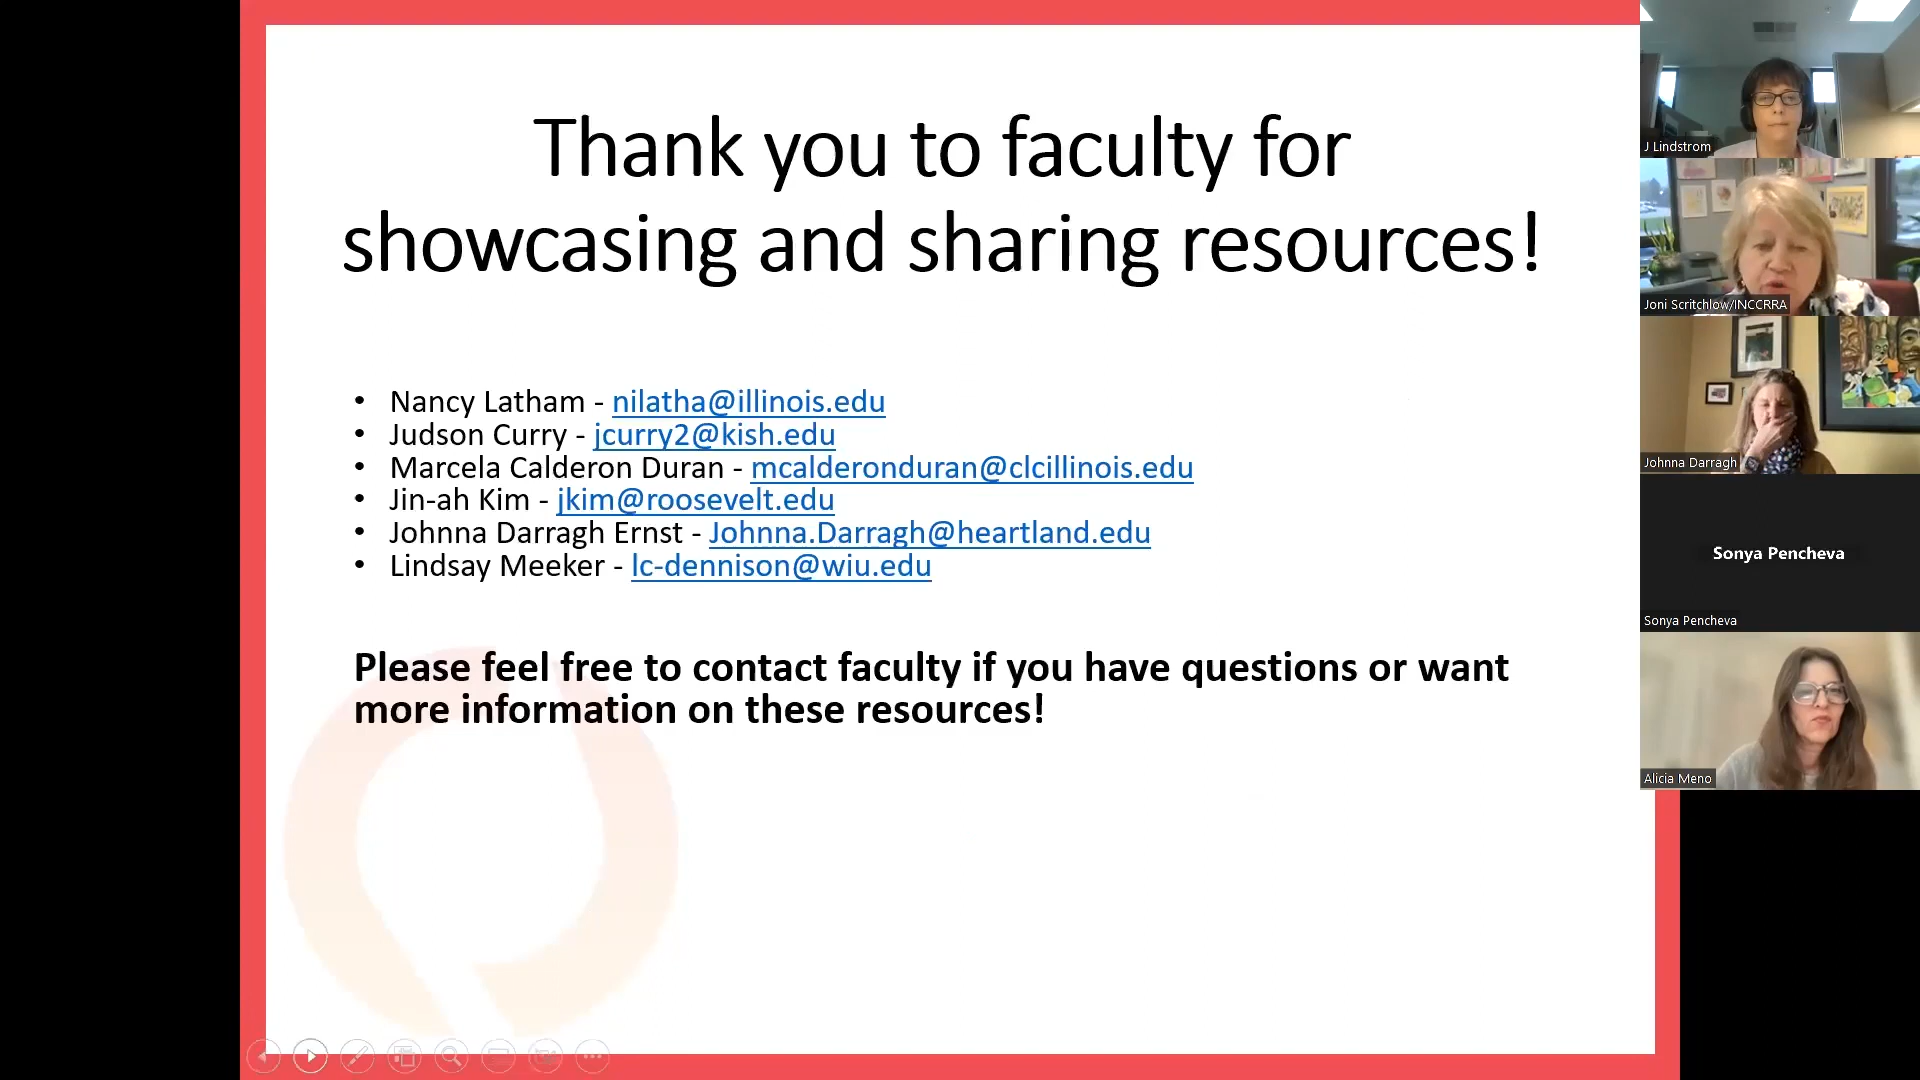 Thank you to faculty for
showcasing and sharing resources!
• Nancy Latham - nilatha@illinois.edu
• Judson Curry - jcurry2@kish.edu
• Marcela Calderon Duran - mcalderonduran@clcillinois.edu
• Jin-ah Kim - jkim@roosevelt.edu
• Johnna Darragh Ernst - Johnna.Darragh@heartland.edu
• Lindsay Meeker - lc-dennison@wiu.edu
Please feel free to contact faculty if you have questions or want
more information on these resources!
J Lindstrom
Joni Scritchlow/INCCRRA
Johnna Darragh
Sonya Pencheva
Sonya Pencheva
Alicia Meno